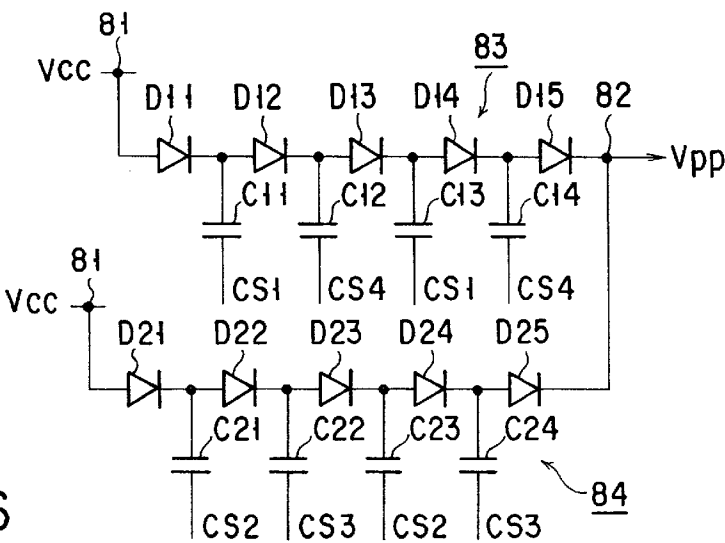 81
83
Vcc
D11 D12 D13 D14 D15 82
Vpp
C11 C12 C13 C14
81
CS1 CS4 CS1 CS4
Vcc
D21 D22 D23 D24 D25
C21 C22 C23 C24
84
6
CS2 CS3 CS2 CS3